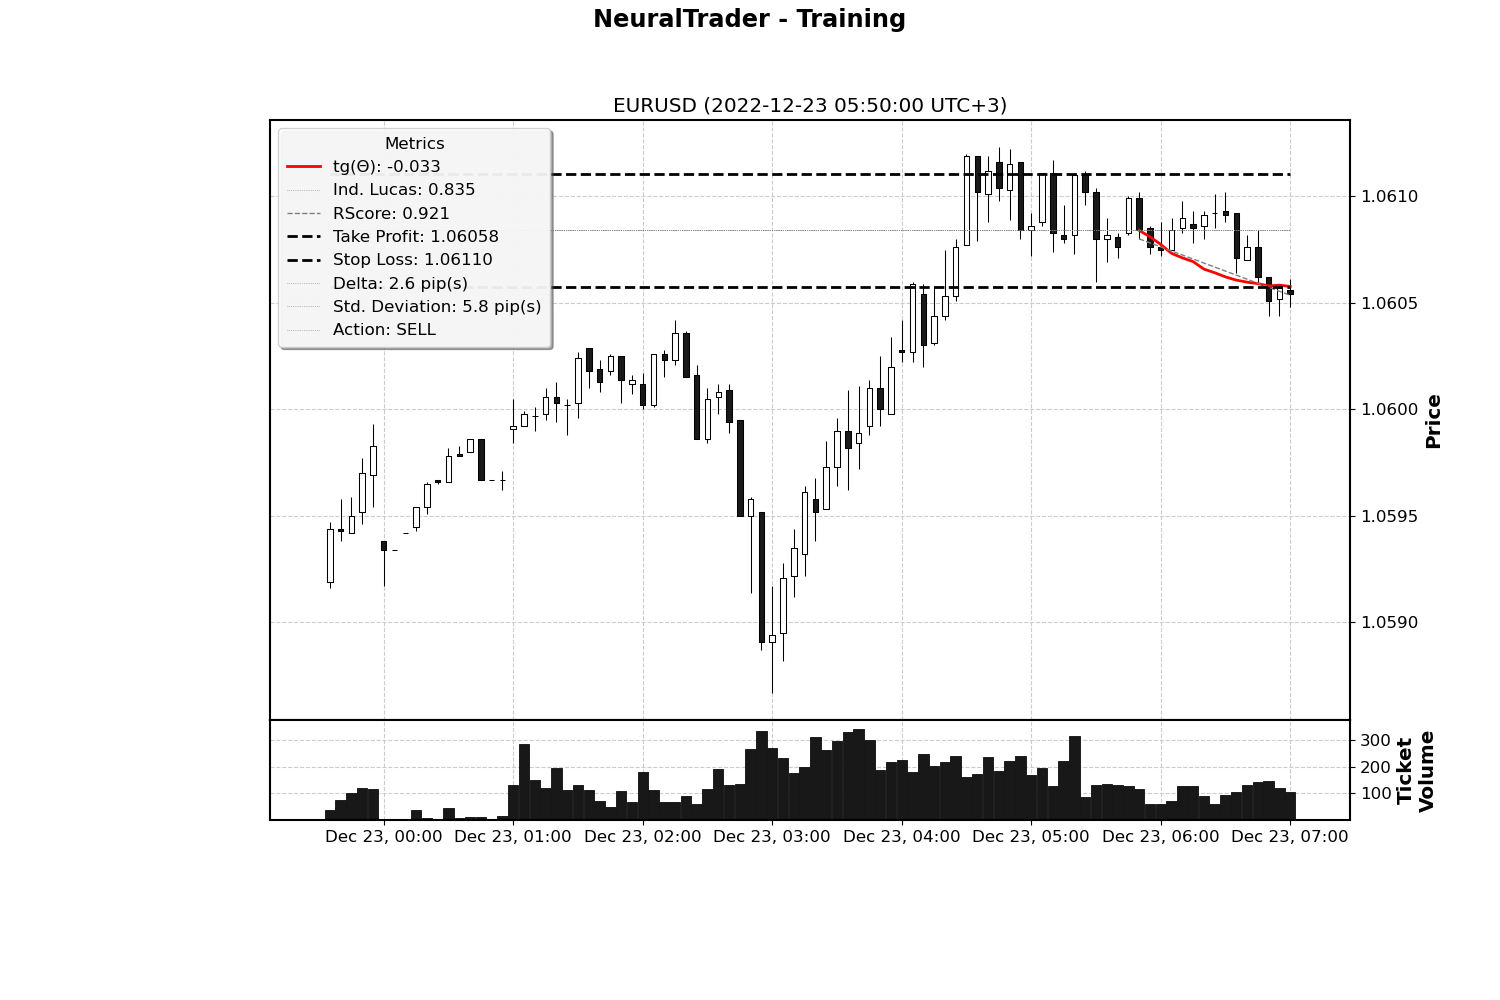 NeuralTrader - Training
EURUSD (2022-12-23 05:50:00 UTC+3)
Metrics
tg(Θ): -0.033
Ind. Lucas: 0.835
RScore: 0.921
Take Profit: 1.06058
Stop Loss: 1.06110
Delta: 2.6 pip(s)
Std. Deviation: 5.8 pip(s)
Action: SELL
1.0610
1.0605
1.0600
1.0595
1.0590
Price
300
200
100
Ticket
Volume
Dec 23, 00:00 Dec 23, 01:00 Dec 23, 02:00 Dec 23, 03:00 Dec 23, 04:00 Dec 23, 05:00 Dec 23, 06:00 Dec 23, 07:00